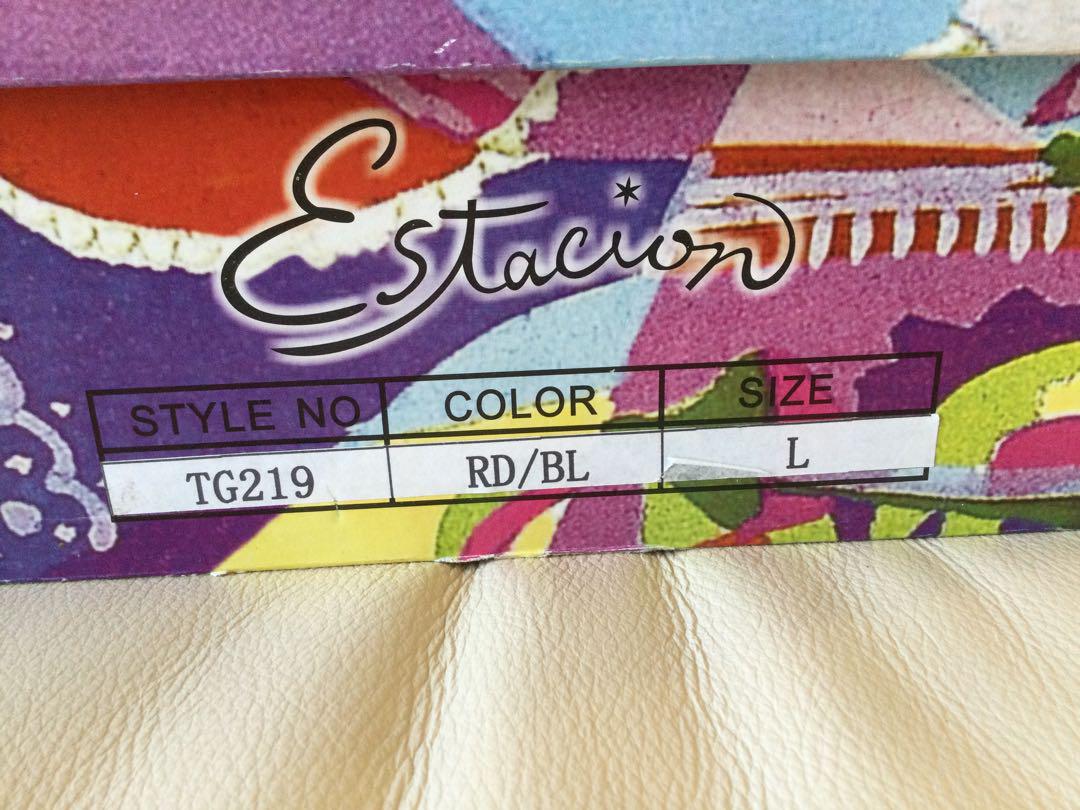 Estacion
STYLE NO COLOR SIZE
TG219 RD/BL L